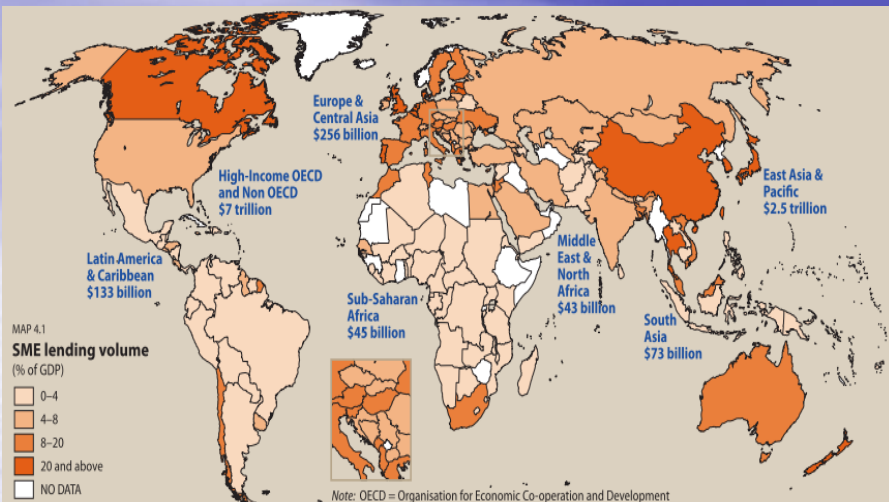 Europe &
Central Asia
$256 billion
High-Income OECD
and Non OECD
$7 trillion
East Asia &
Pacific
$2.5 trillion
Latin America
& Caribbean
$133 billion
Middle
East &
North
Africa
$43 billion
Sub-Saharan
Africa
$45 billion
South
Asia
$73 billion
MAP 4.1
SME lending volume
(% of GDP)
0–4
4–8
8–20
20 and above
NO DATA
Note: OECD = Organisation for Economic Co-operation and Development